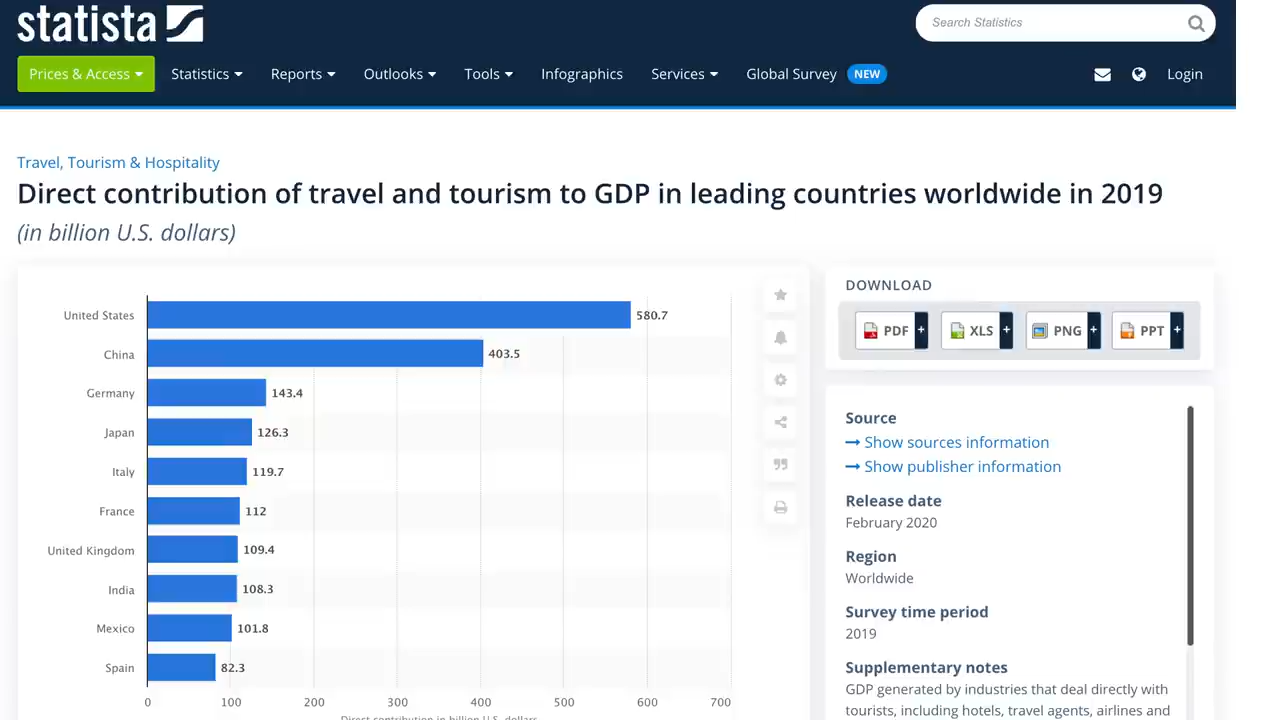 statista
Search Statistics
Prices & Access Statistics Reports Outlooks Tools Infographics Services Global Survey NEW Login
Travel, Tourism & Hospitality
Direct contribution of travel and tourism to GDP in leading countries worldwide in 2019
(in billion U.S. dollars)
United States 580.7
China 403.5
Germany 143.4
Japan 126.3
Italy 119.7
France 112
United Kingdom 109.4
India 108.3
Mexico 101.8
Spain 82.3
0 100 200 300 400 500 600 700
Direct contribution in billion U.S. dollars
DOWNLOAD
PDF + XLS + PNG + PPT +
Source
→ Show sources information
→ Show publisher information
Release date
February 2020
Region
Worldwide
Survey time period
2019
Supplementary notes
GDP generated by industries that deal directly with
tourists, including hotels, travel agents, airlines and